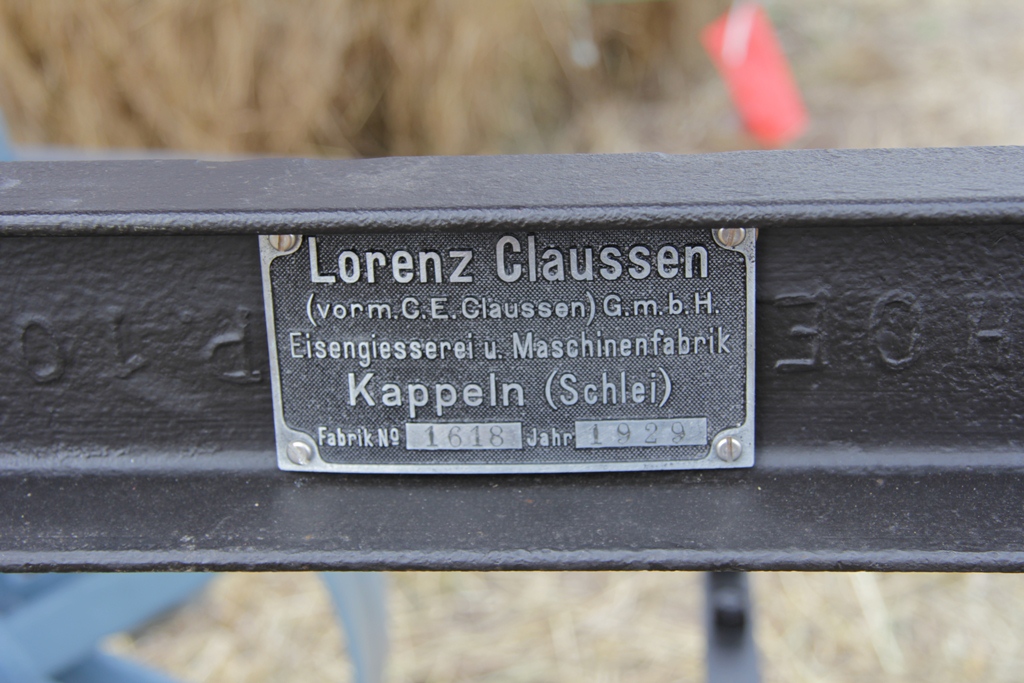 Lorenz Claussen
(vorm. C. E. Claussen) G.m.b.H.
Eisengiesserei u. Maschinenfabrik
Kappeln (Schlei)
Fabrik No 1618 Jahr 1929